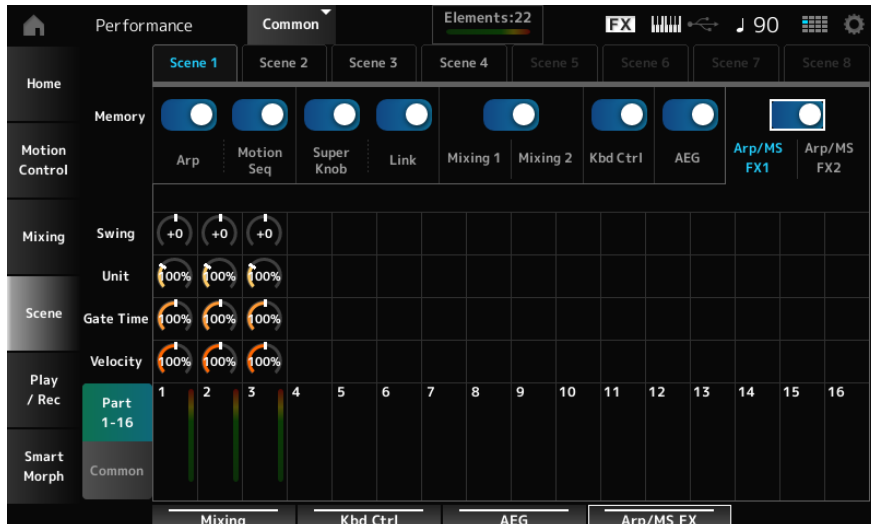 Performance Common Elements:22 FX ♩ 90
Scene 1 Scene 2 Scene 3 Scene 4 Scene 5 Scene 6 Scene 7 Scene 8
Home
Memory
Arp Motion Seq Super Knob Link Mixing 1 Mixing 2 Kbd Ctrl AEG Arp/MS FX1 Arp/MS FX2
Motion
Control
Mixing
Swing +0 +0 +0
Unit 100% 100% 100%
Scene
Gate Time 100% 100% 100%
Velocity 100% 100% 100%
Play
/ Rec
Part
1-16
1 2 3 4 5 6 7 8 9 10 11 12 13 14 15 16
Smart
Morph
Common
Mixing Kbd Ctrl AEG Arp/MS FX